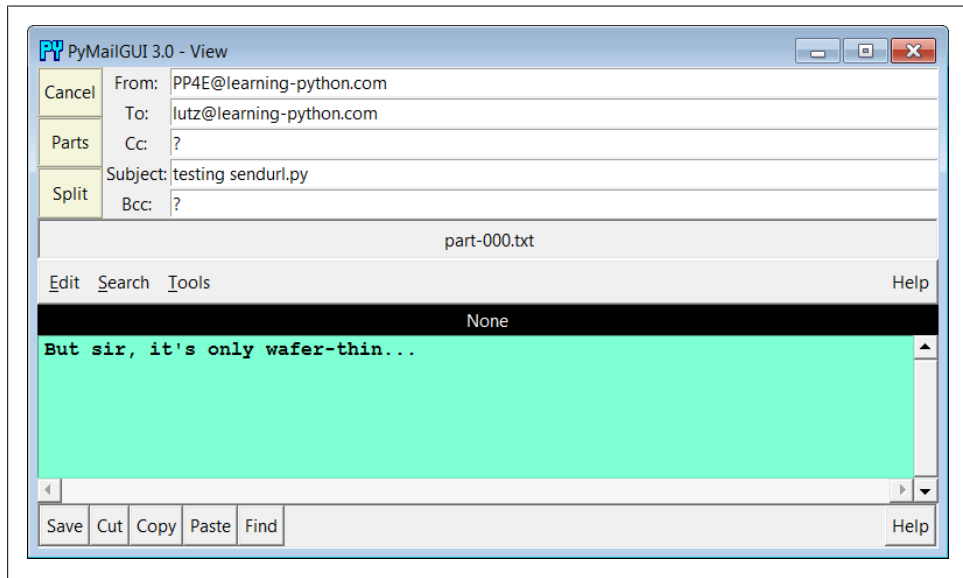 PY PyMailGUI 3.0 - View
Cancel
From: PP4E@learning-python.com
To: lutz@learning-python.com
Parts
Cc: ?
Subject: testing sendurl.py
Split
Bcc: ?
part-000.txt
Edit Search Tools Help
None
But sir, it's only wafer-thin...
Save Cut Copy Paste Find Help